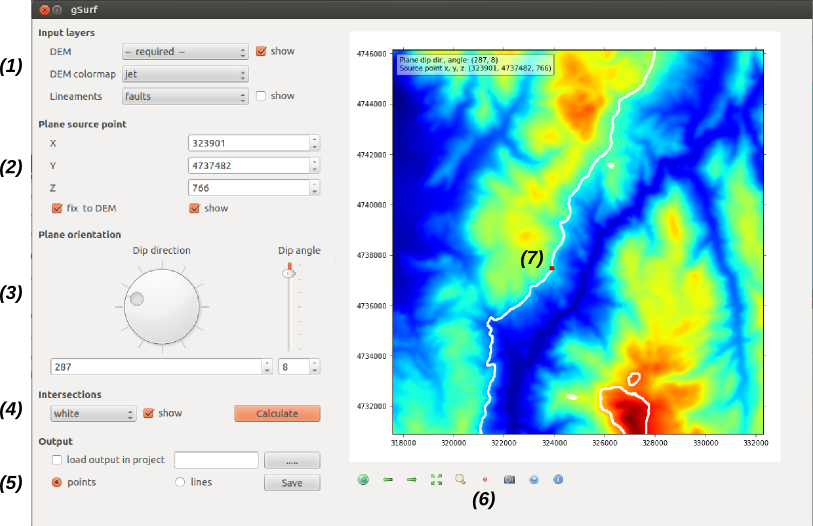 gSurf
Input layers
(1)
DEM -- required -- show
DEM colormap jet
Lineaments faults show
Plane source point
(2)
X 323901
Y 4737482
Z 766
fix to DEM show
Plane orientation
(3)
Dip direction Dip angle
287 8
Intersections
(4)
white show Calculate
Output
(5)
load output in project .....
points lines Save
Plane dip dir., angle: (287, 8)
Source point x, y, z: (323901, 4737482, 766)
4746000
4744000
4742000
4740000
4738000
4736000
4734000
4732000
(7)
318000 320000 322000 324000 326000 328000 330000 332000
(6)